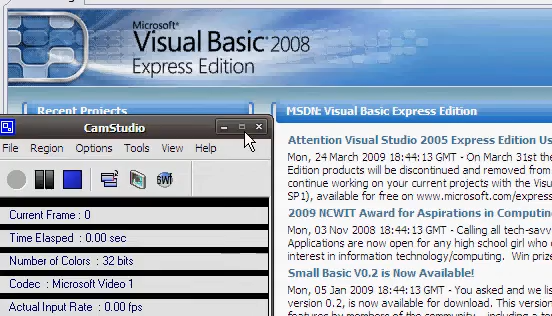 Microsoft®
Visual Basic® 2008
Express Edition
Recent Projects
MSDN: Visual Basic Express Edition
CamStudio
File Region Options Tools View Help
Current Frame : 0
Time Elasped : 0.00 sec
Number of Colors : 32 bits
Codec : Microsoft Video 1
Actual Input Rate : 0.00 fps
Attention Visual Studio 2005 Express Edition Us
Mon, 24 March 2009 18:44:13 GMT - On March 31st the
Edition products will be discontinued and removed from
continue working on your current projects with the Visu
SP1), available for free on www.microsoft.com/express
2009 NCWIT Award for Aspirations in Computin
Mon, 03 Nov 2008 18:44:13 GMT - Calling all tech-savv
Applications are now open for any high school girl who
interest in information technology/computing. Win prize
Small Basic V0.2 is Now Available!
Mon, 05 Jan 2009 18:44:13 GMT - You asked and we lis
version 0.2, is now available for download. This version